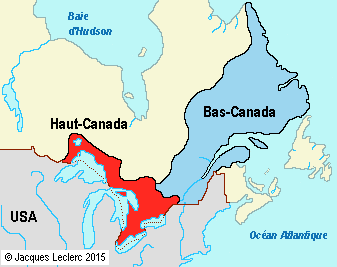 Baie
d'Hudson
Haut-Canada
Bas-Canada
USA
Océan Atlantique
© Jacques Leclerc 2015